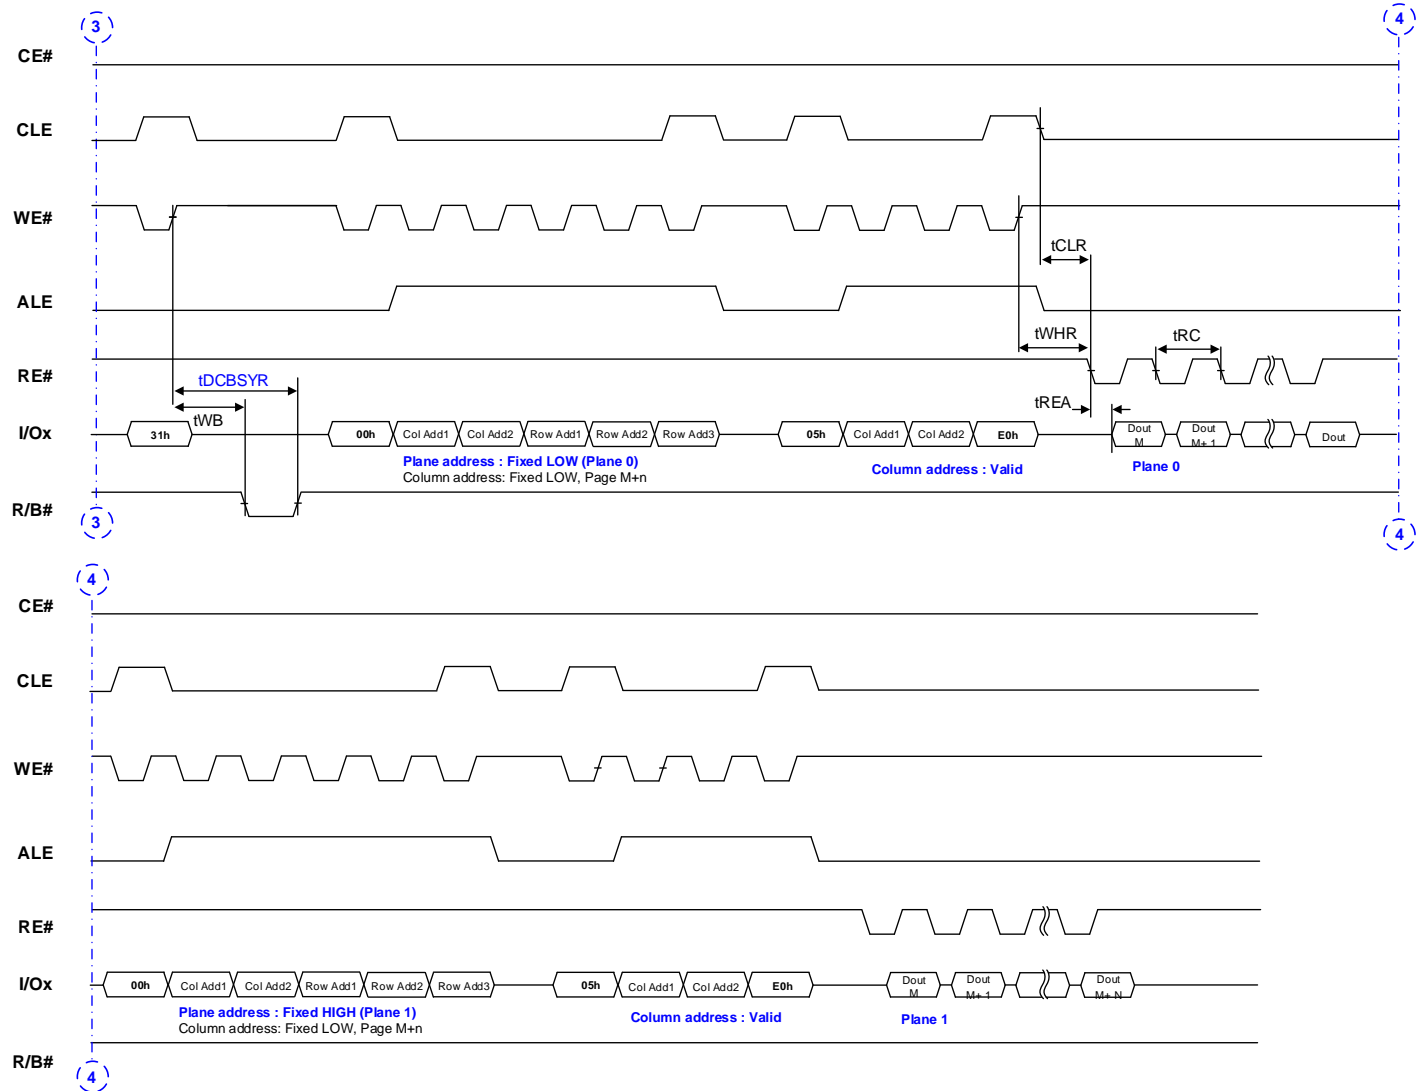 3 4
CE#
CLE
WE#
tCLR
ALE
tWHR tRC
RE#
tDCBSYR
tREA
tWB
I/Ox 31h 00h Col Add1 Col Add2 Row Add1 Row Add2 Row Add3 05h Col Add1 Col Add2 E0h Dout M Dout M+ 1 Dout
Plane address : Fixed LOW (Plane 0) Column address : Valid Plane 0
Column address: Fixed LOW, Page M+n
R/B#
3 4
4
CE#
CLE
WE#
ALE
RE#
I/Ox 00h Col Add1 Col Add2 Row Add1 Row Add2 Row Add3 05h Col Add1 Col Add2 E0h Dout M Dout M+ 1 Dout M+ N
Plane address : Fixed HIGH (Plane 1) Column address : Valid Plane 1
Column address: Fixed LOW, Page M+n
R/B#
4